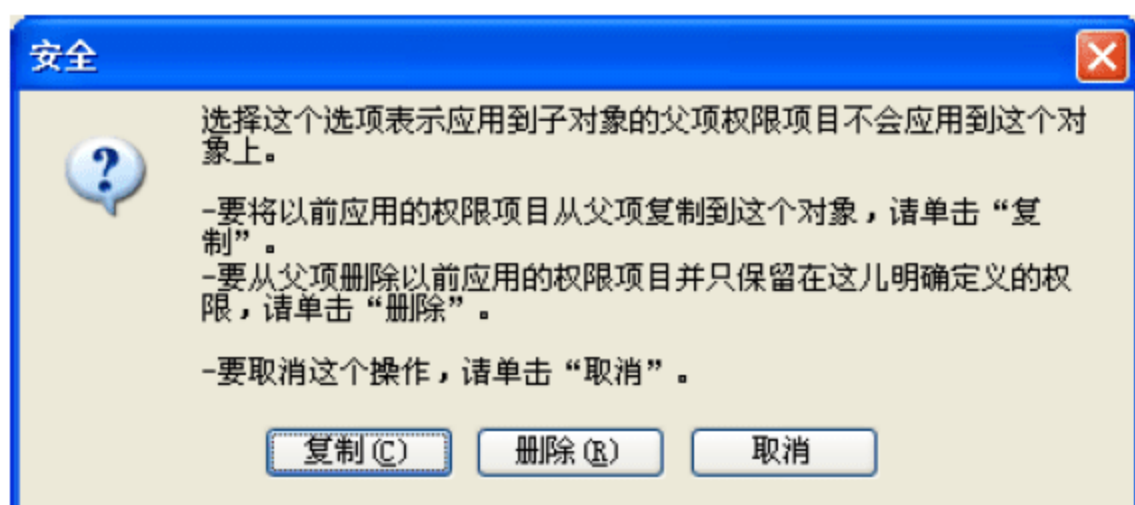 安全
选择这个选项表示应用到子对象的父项权限项目不会应用到这个对
象上。
-要将以前应用的权限项目从父项复制到这个对象，请单击“复
制”。
-要从父项删除以前应用的权限项目并只保留在这儿明确定义的权
限，请单击“删除”。
-要取消这个操作，请单击“取消”。
复制(C) 删除(R) 取消